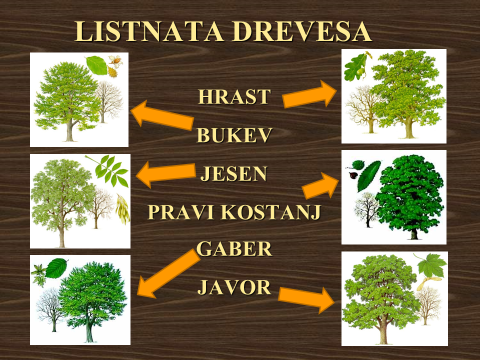 LISTNATA DREVESA
HRAST
BUKEV
JESEN
PRAVI KOSTANJ
GABER
JAVOR